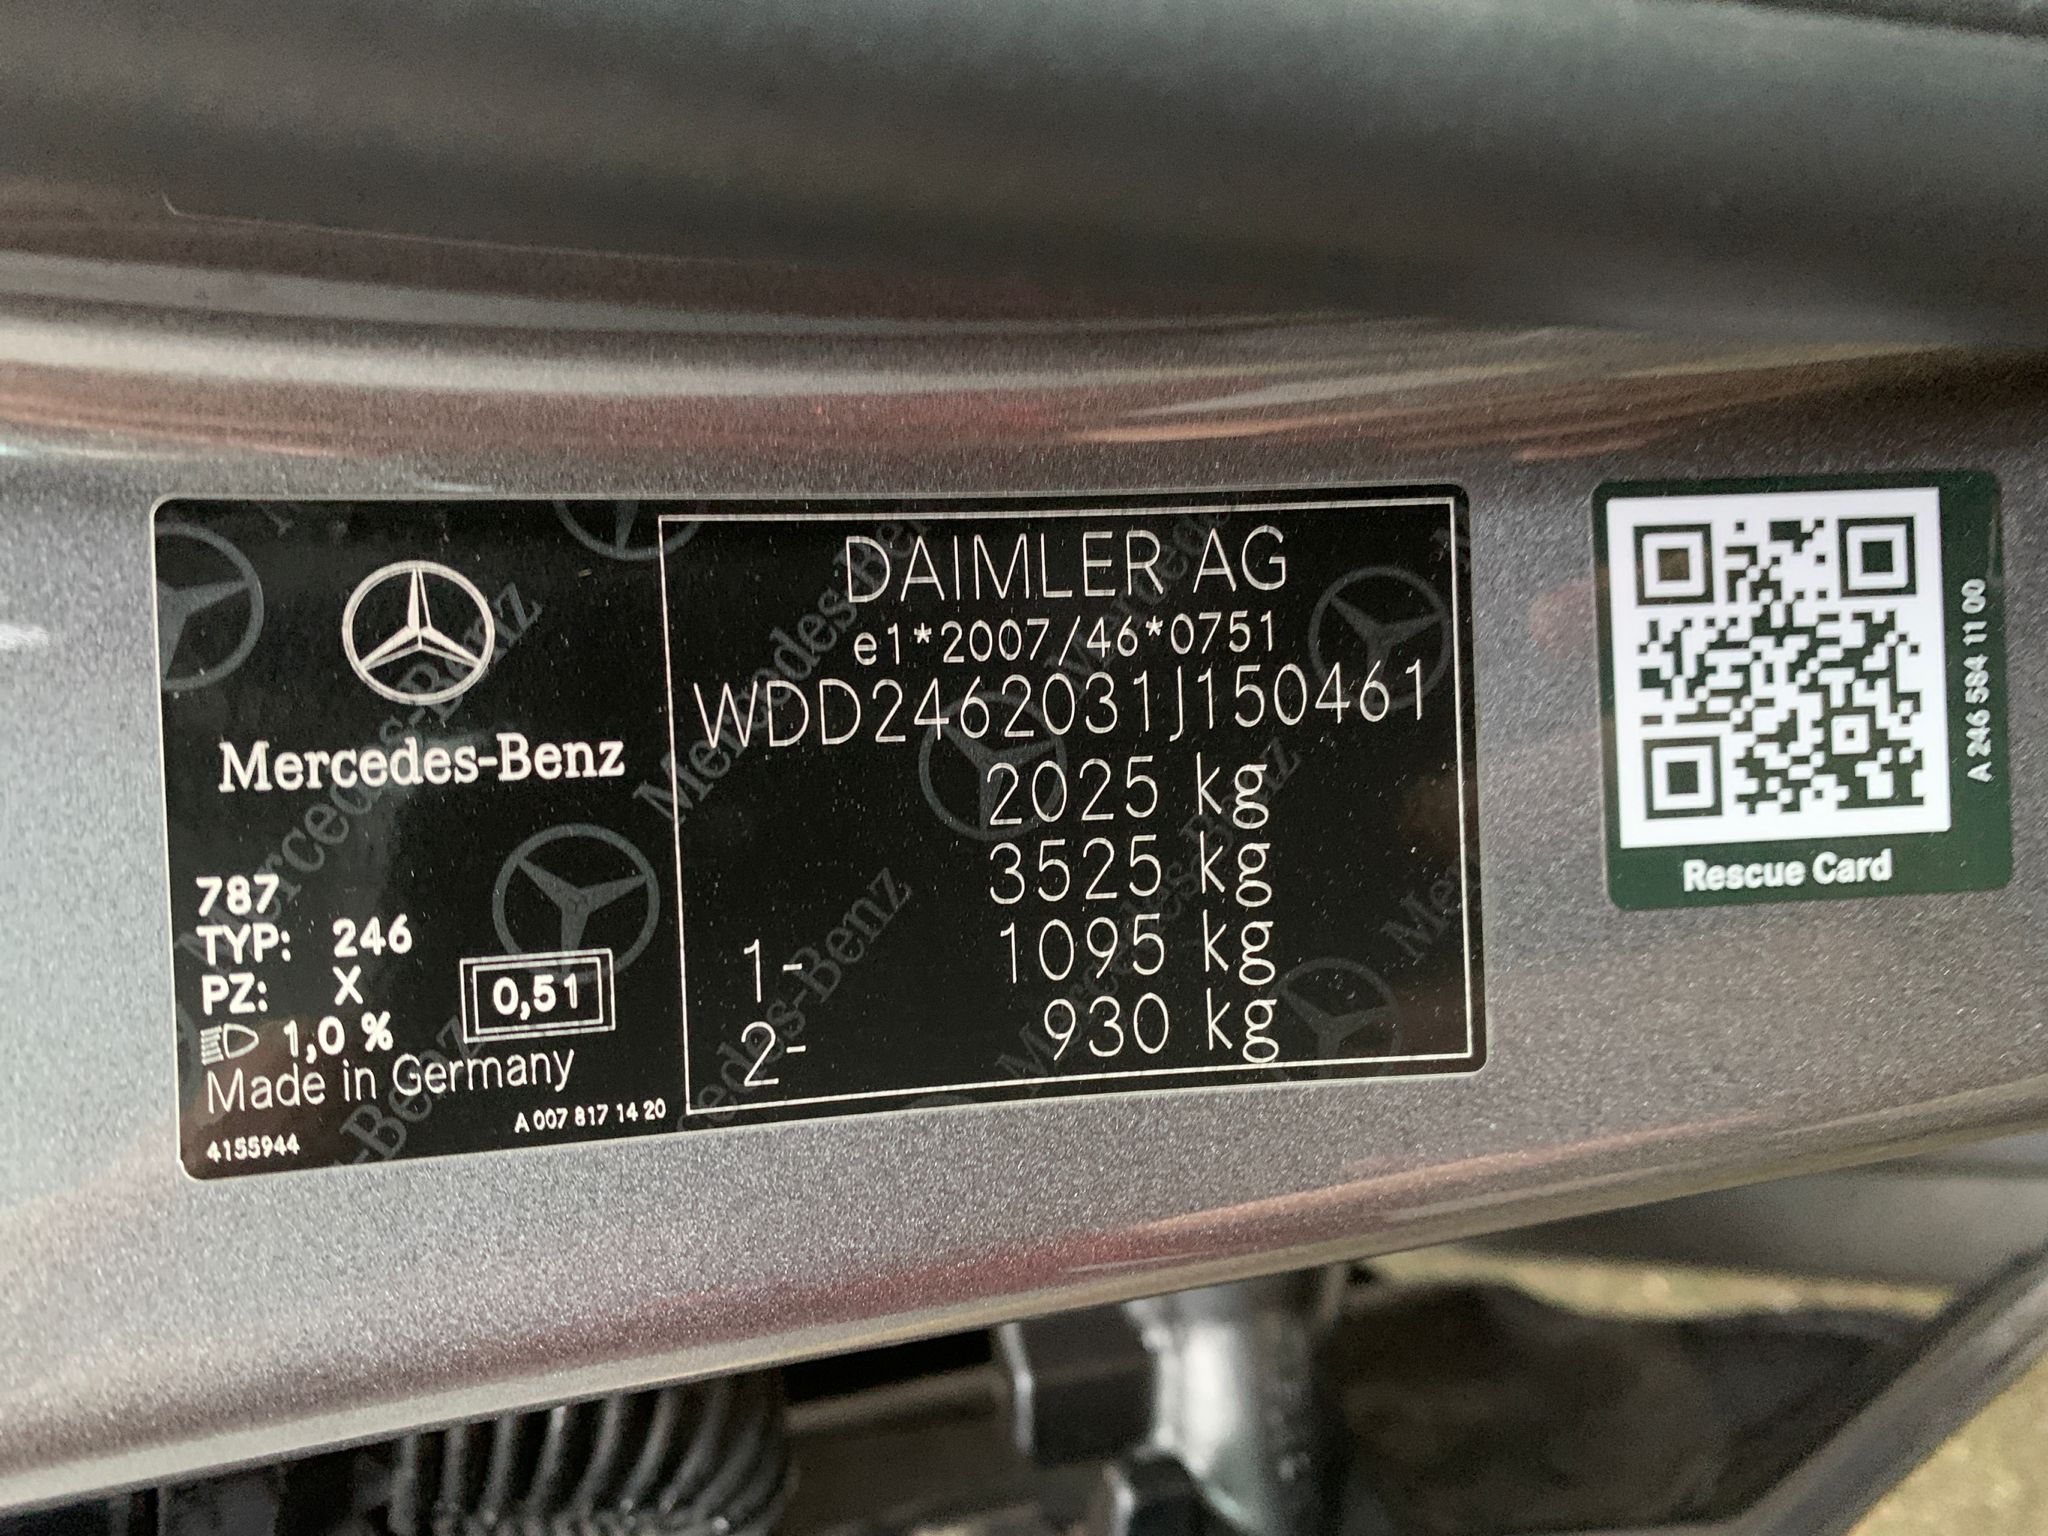 Mercedes-Benz
787
TYP: 246
PZ: X
1,0 %
0,51
Made in Germany
A 007 817 14 20
4155944
DAIMLER AG
e1*2007/46*0751
WDD2462031J150461
2025 kg
3525 kg
1- 1095 kg
2- 930 kg
Rescue Card
A 246 584 11 00